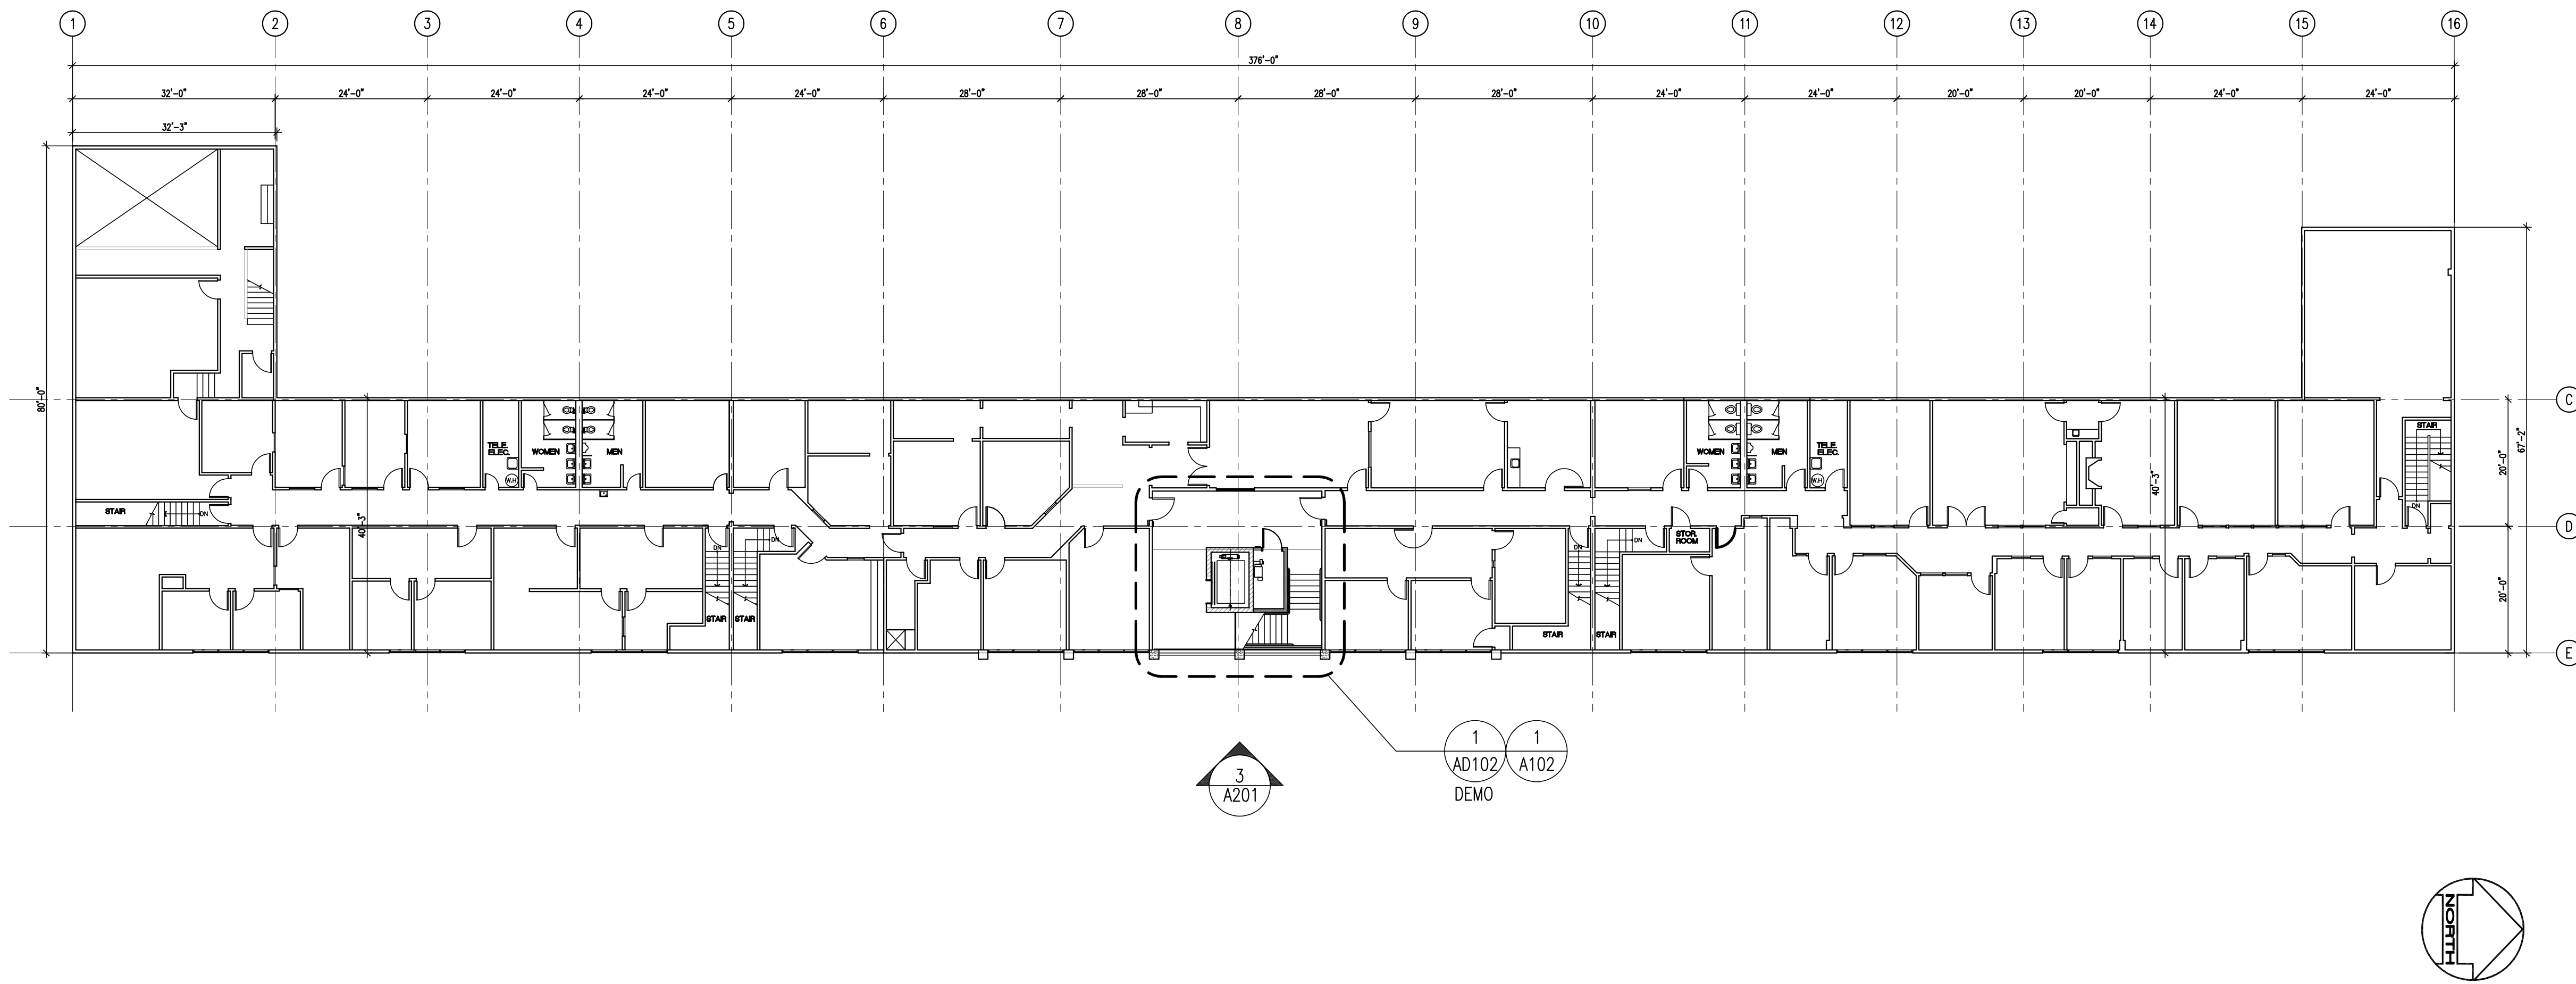 1 2 3 4 5 6 7 8 9 10 11 12 13 14 15 16
376'-0"
32'-0" 24'-0" 24'-0" 24'-0" 24'-0" 28'-0" 28'-0" 28'-0" 28'-0" 24'-0" 24'-0" 20'-0" 20'-0" 24'-0" 24'-0"
32'-3"
80'-0"
67'-2"
C
20'-0"
40'-3"
D
20'-0"
40'-3"
E
TELE.
ELEC.
W.H
WOMEN
MEN
WOMEN
MEN
TELE.
ELEC.
W.H
STAIR
DN
STAIR
DN
DN
DN
STAIR
STAIR
DN
DN
STOR.
ROOM
STAIR
STAIR
DN
1
AD102
DEMO
1
A102
3
A201
NORTH